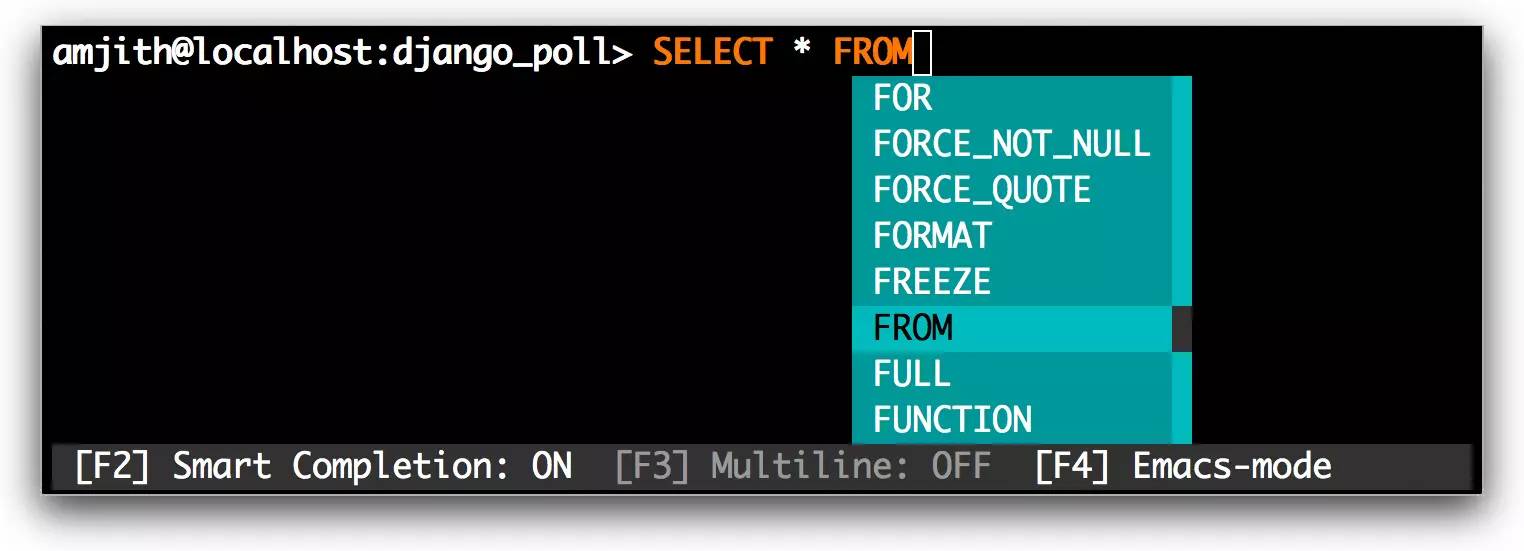 amjith@localhost:django_poll> SELECT * FROM
FOR
FORCE_NOT_NULL
FORCE_QUOTE
FORMAT
FREEZE
FROM
FULL
FUNCTION
[F2] Smart Completion: ON [F3] Multiline: OFF [F4] Emacs-mode